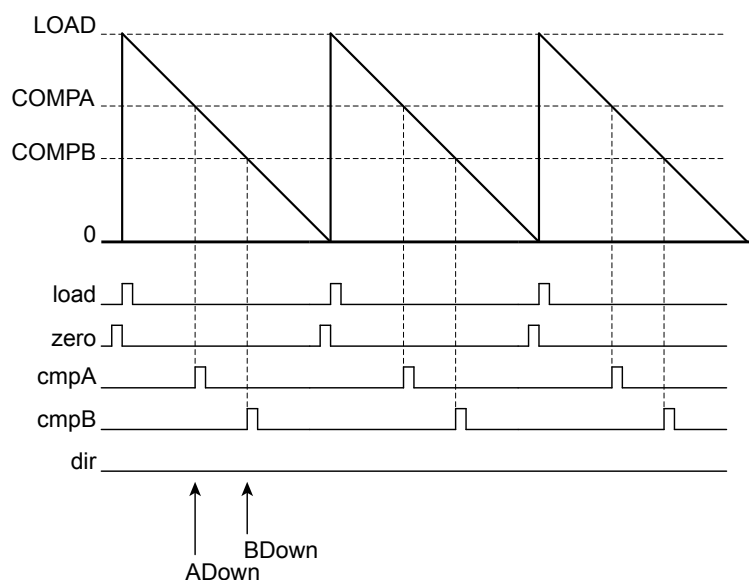 LOAD
COMPA
COMPB
0
load
zero
cmpA
cmpB
dir
BDown
ADown